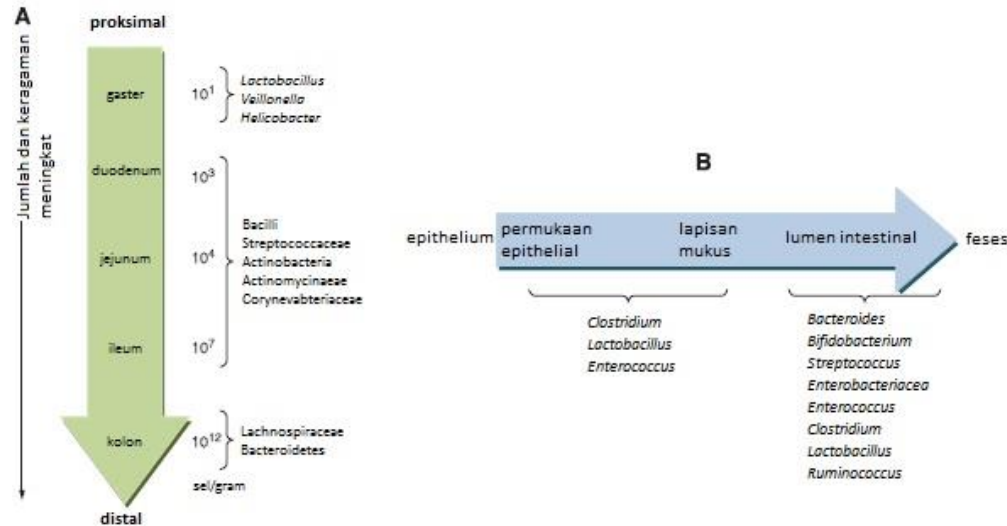 A
proksimal
Jumlah dan keragaman
meningkat
gaster
10¹
Lactobacillus
Veillonella
Helicobacter
duodenum
10³
jejunum
10⁴
Bacilli
Streptococcaceae
Actinobacteria
Actinomycinaeae
Corynevabteriaceae
ileum
10⁷
kolon
10¹²
Lachnospiraceae
Bacteroidetes
sel/gram
distal
B
epithelium
permukaan
epithelial
lapisan
mukus
lumen intestinal
feses
Clostridium
Lactobacillus
Enterococcus
Bacteroides
Bifidobacterium
Streptococcus
Enterobacteriacea
Enterococcus
Clostridium
Lactobacillus
Ruminococcus